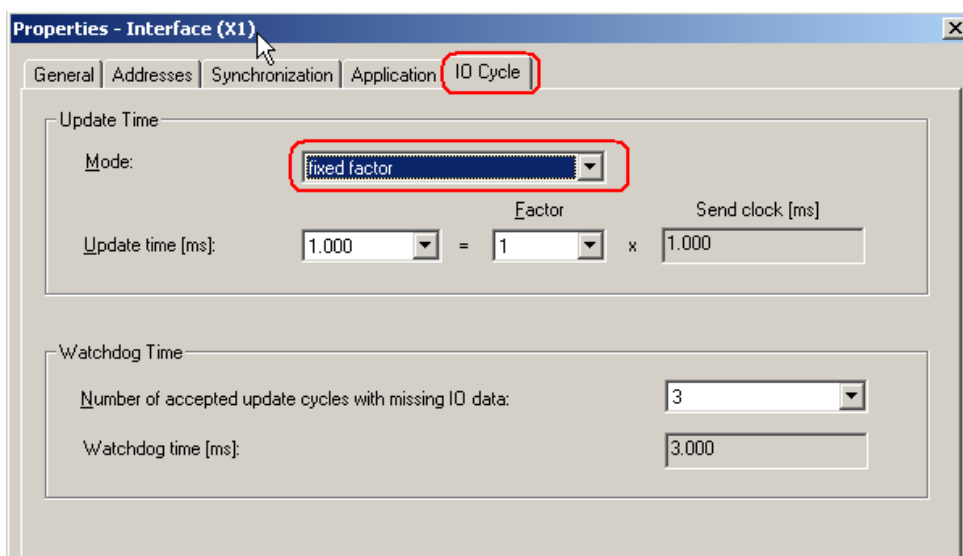 Properties - Interface (X1)
General Addresses Synchronization Application IO Cycle
Update Time
Mode: fixed factor
Factor Send clock [ms]
Update time [ms]: 1.000 = 1 x 1.000
Watchdog Time
Number of accepted update cycles with missing IO data: 3
Watchdog time [ms]: 3.000